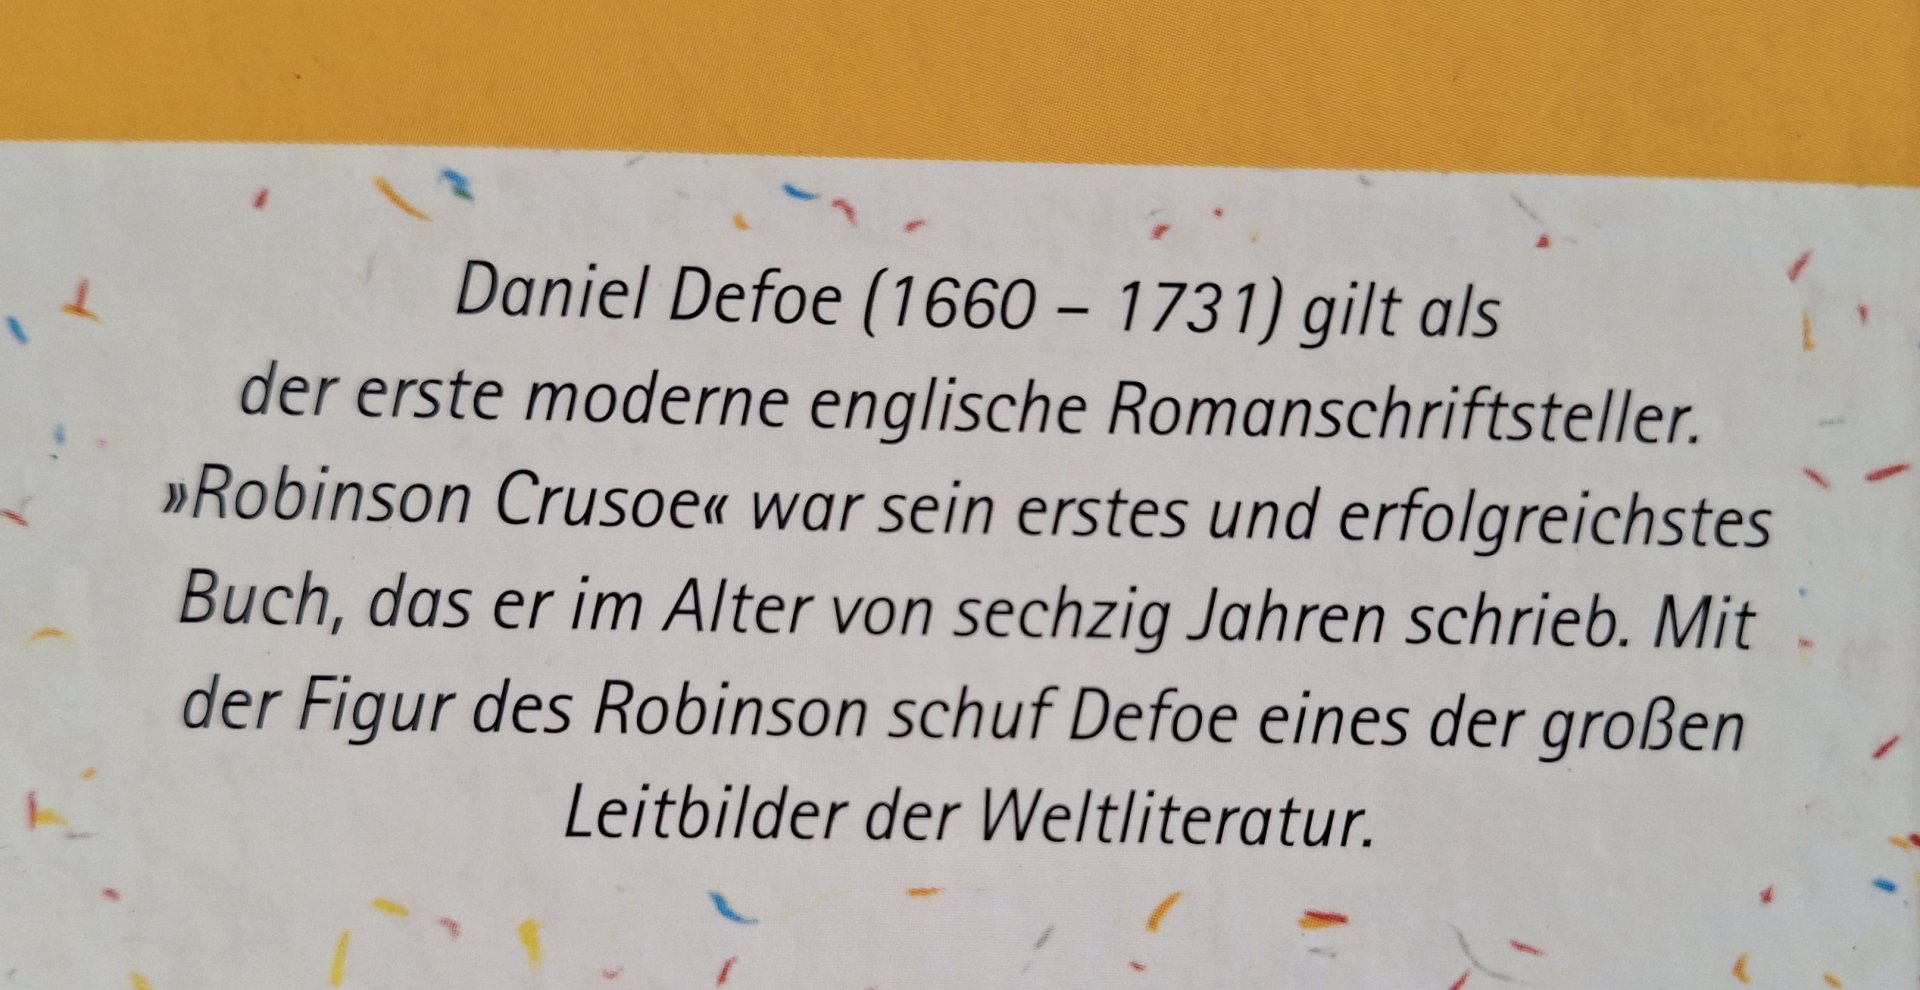 Daniel Defoe (1660 – 1731) gilt als
der erste moderne englische Romanschriftsteller.
»Robinson Crusoe« war sein erstes und erfolgreichstes
Buch, das er im Alter von sechzig Jahren schrieb. Mit
der Figur des Robinson schuf Defoe eines der großen
Leitbilder der Weltliteratur.